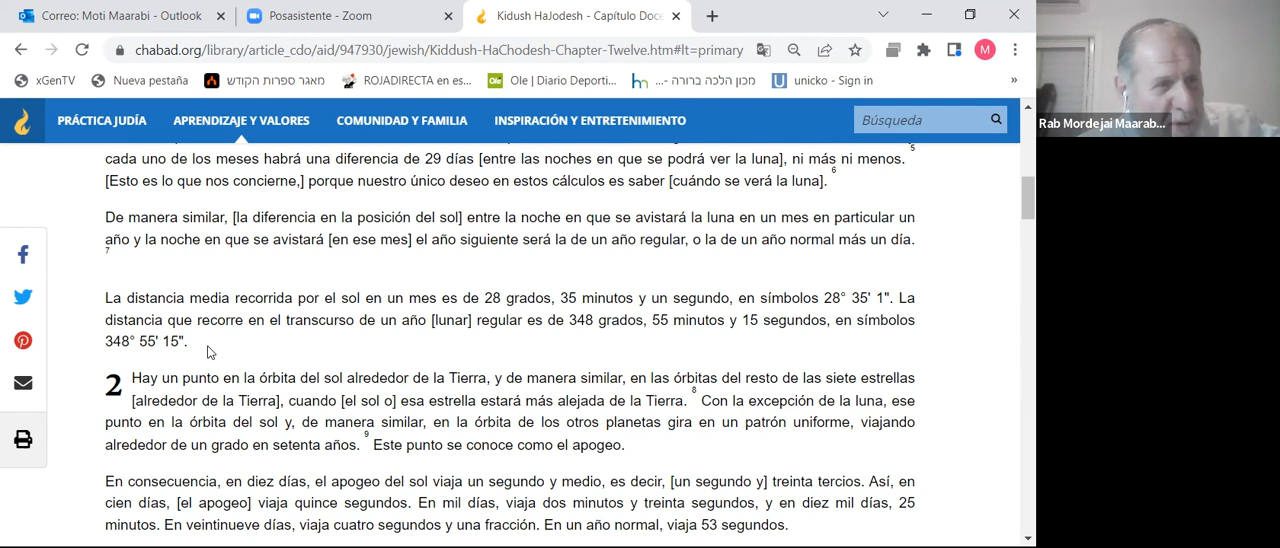 Correo: Moti Maarabi - Outlook
Posasistente - Zoom
Kidush HaJodesh - Capítulo Doce
chabad.org/library/article_cdo/aid/947930/jewish/Kiddush-HaChodesh-Chapter-Twelve.htm#lt=primary
M
xGenTV
Nueva pestaña
מאגר ספרות הקודש
ROJADIRECTA en es...
Ole | Diario Deporti...
מכון הלכה ברורה -...
unicko - Sign in
»
PRÁCTICA JUDÍA
APRENDIZAJE Y VALORES
COMUNIDAD Y FAMILIA
INSPIRACIÓN Y ENTRETENIMIENTO
Búsqueda
Rab Mordejai Maarab...
cada uno de los meses habrá una diferencia de 29 días [entre las noches en que se podrá ver la luna], ni más ni menos. 5
[Esto es lo que nos concierne,] porque nuestro único deseo en estos cálculos es saber [cuándo se verá la luna]. 6
De manera similar, [la diferencia en la posición del sol] entre la noche en que se avistará la luna en un mes en particular un
año y la noche en que se avistará [en ese mes] el año siguiente será la de un año regular, o la de un año normal más un día.
7
La distancia media recorrida por el sol en un mes es de 28 grados, 35 minutos y un segundo, en símbolos 28° 35' 1". La
distancia que recorre en el transcurso de un año [lunar] regular es de 348 grados, 55 minutos y 15 segundos, en símbolos
348° 55' 15".
2 Hay un punto en la órbita del sol alrededor de la Tierra, y de manera similar, en las órbitas del resto de las siete estrellas
[alrededor de la Tierra], cuando [el sol o] esa estrella estará más alejada de la Tierra. 8 Con la excepción de la luna, ese
punto en la órbita del sol y, de manera similar, en la órbita de los otros planetas gira en un patrón uniforme, viajando
alrededor de un grado en setenta años. 9 Este punto se conoce como el apogeo.
En consecuencia, en diez días, el apogeo del sol viaja un segundo y medio, es decir, [un segundo y] treinta tercios. Así, en
cien días, [el apogeo] viaja quince segundos. En mil días, viaja dos minutos y treinta segundos, y en diez mil días, 25
minutos. En veintinueve días, viaja cuatro segundos y una fracción. En un año normal, viaja 53 segundos.